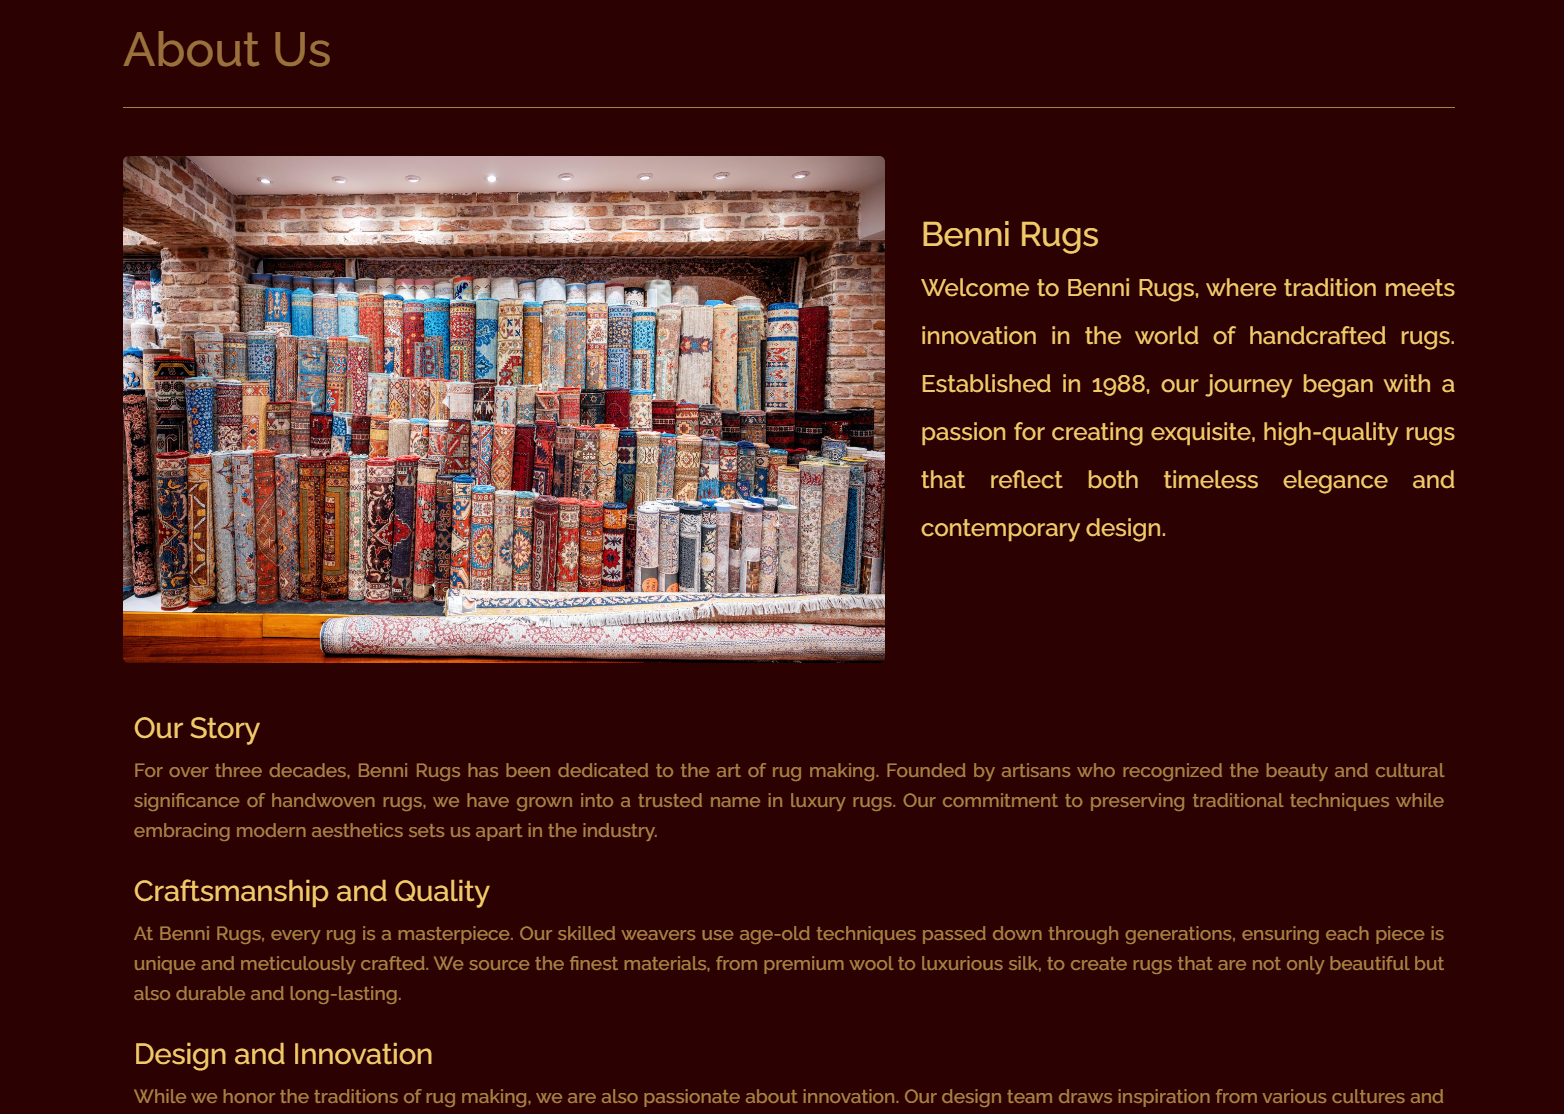 About Us
Benni Rugs
Welcome to Benni Rugs, where tradition meets
innovation in the world of handcrafted rugs.
Established in 1988, our journey began with a
passion for creating exquisite, high-quality rugs
that reflect both timeless elegance and
contemporary design.
Our Story
For over three decades, Benni Rugs has been dedicated to the art of rug making. Founded by artisans who recognized the beauty and cultural
significance of handwoven rugs, we have grown into a trusted name in luxury rugs. Our commitment to preserving traditional techniques while
embracing modern aesthetics sets us apart in the industry.
Craftsmanship and Quality
At Benni Rugs, every rug is a masterpiece. Our skilled weavers use age-old techniques passed down through generations, ensuring each piece is
unique and meticulously crafted. We source the finest materials, from premium wool to luxurious silk, to create rugs that are not only beautiful but
also durable and long-lasting.
Design and Innovation
While we honor the traditions of rug making, we are also passionate about innovation. Our design team draws inspiration from various cultures and